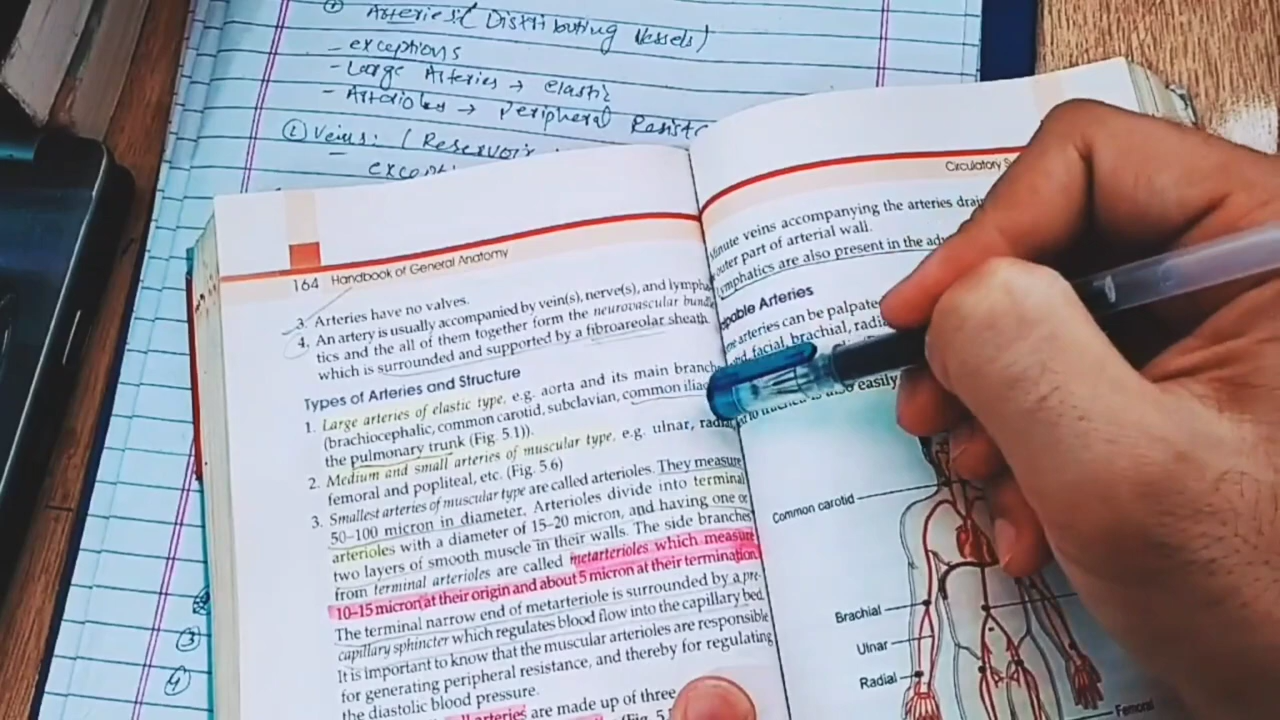 Arteries ( Distributing Vessels)
- exceptions
- Large Arteries → elastic
- Arterioles → Peripheral
① Veins: ( Reservoir
-
164 Handbook of General Anatomy
3. Arteries have no valves.
4. An artery is usually accompanied by vein(s), nerve(s), and
tics and the all of them together form the neurovascular
which is surrounded and supported by a fibroareolar sheath.
Types of Arteries and Structure
1. Large arteries of elastic type, e.g. aorta and its main
(brachiocephalic, common carotid, subclavian, common
the pulmonary trunk (Fig. 5.1)).
2. Medium and small arteries of muscular type, e.g. ulnar,
femoral and popliteal, etc. (Fig. 5.6)
3. Smallest arteries of muscular type are called arterioles. They measure
50–100 micron in diameter. Arterioles divide into terminal
arterioles with a diameter of 15–20 micron, and having one or
two layers of smooth muscle in their walls. The side branches
from terminal arterioles are called metarterioles which measure
10–15 micron at their origin and about 5 micron at their termination.
The terminal narrow end of metarteriole is surrounded by a pre-
capillary sphincter which regulates blood flow into the capillary bed.
It is important to know that the muscular arterioles are responsible
for generating peripheral resistance, and thereby for regulating
the diastolic blood pressure.
arteries are made up of three
Circulatory
Minute veins accompanying the arteries
outer part of arterial wall.
lymphatics are also present in the
Arteries
arteries can be
facial, brachial,
easily
Common carotid
Brachial
Ulnar
Radial
Femoral
③
④